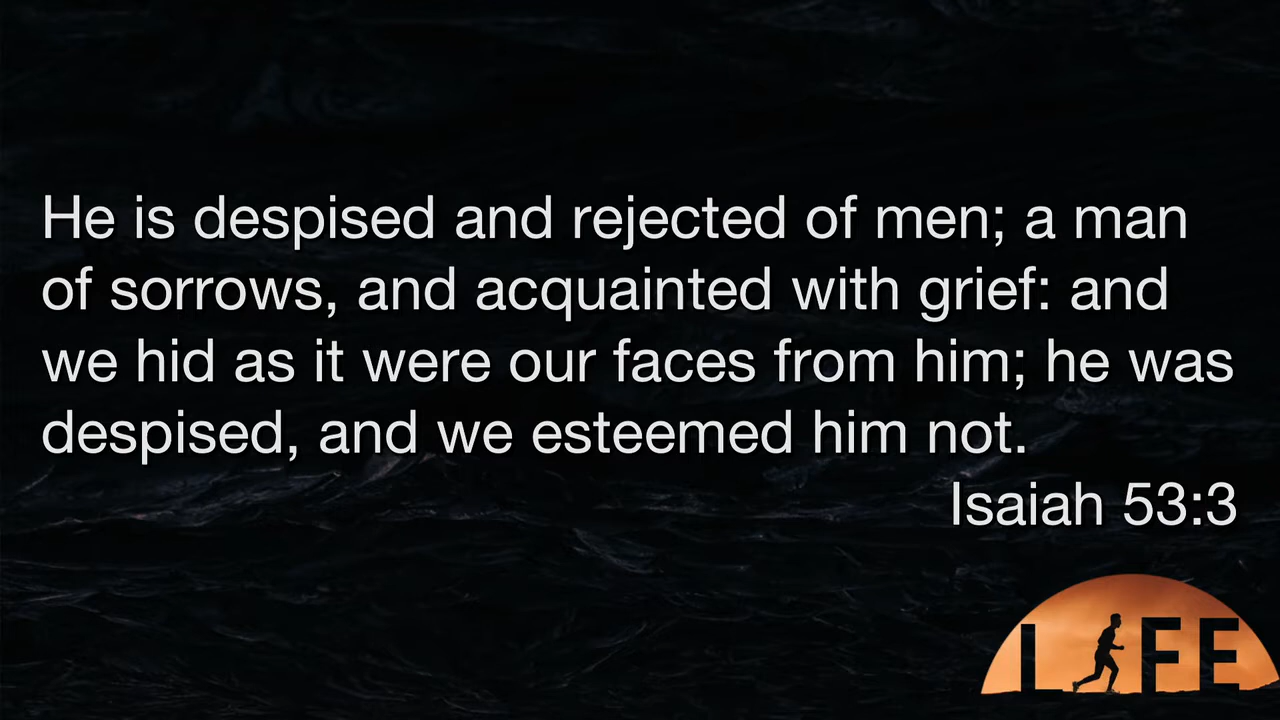 He is despised and rejected of men; a man
of sorrows, and acquainted with grief: and
we hid as it were our faces from him; he was
despised, and we esteemed him not.
Isaiah 53:3
LIFE